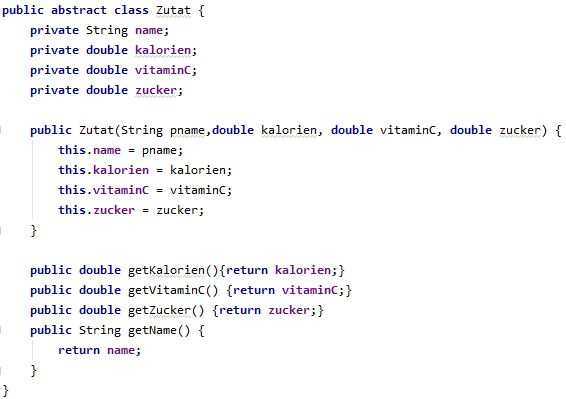 public abstract class Zutat {
private String name;
private double kalorien;
private double vitaminC;
private double zucker;
public Zutat(String pname,double kalorien, double vitaminC, double zucker) {
this.name = pname;
this.kalorien = kalorien;
this.vitaminC = vitaminC;
this.zucker = zucker;
}
public double getKalorien(){return kalorien;}
public double getVitaminC() {return vitaminC;}
public double getZucker() {return zucker;}
public String getName() {
return name;
}
}